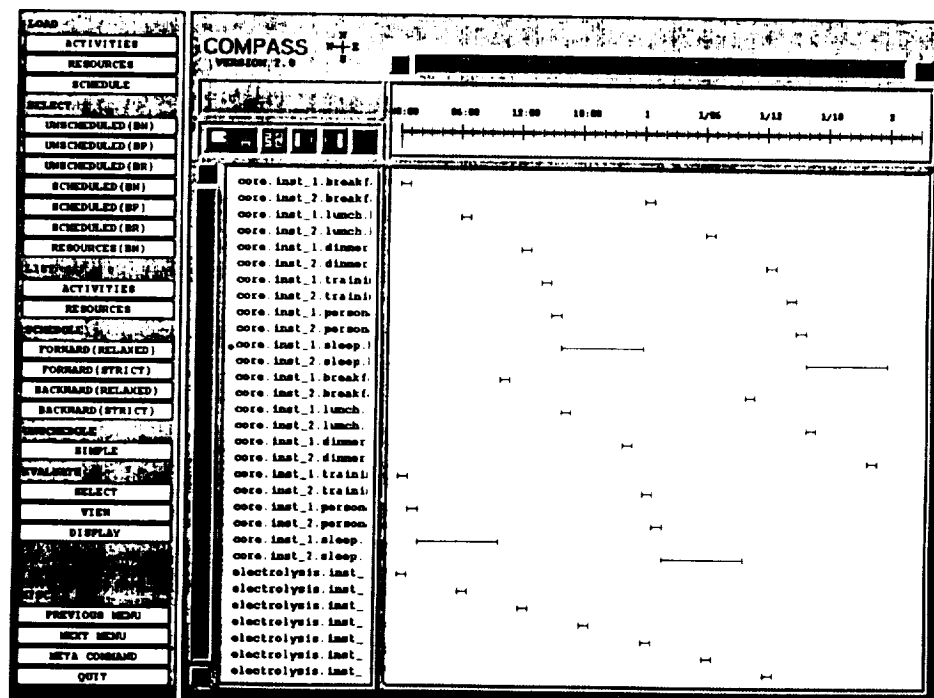 LOAD
ACTIVITIES
RESOURCES
SCHEDULE
SELECT
UNSCHEDULED(BN)
UNSCHEDULED(BP)
UNSCHEDULED(BR)
SCHEDULED(BN)
SCHEDULED(BP)
SCHEDULED(BR)
RESOURCES(BN)
LIST
ACTIVITIES
RESOURCES
SCHEDULE
FORWARD(RELAXED)
FORWARD(STRICT)
BACKWARD(RELAXED)
BACKWARD(STRICT)
UNSCHEDULE
SIMPLE
EVALUATE
SELECT
VIEW
DISPLAY
PREVIOUS MENU
NEXT MENU
META COMMAND
QUIT
COMPASS
VERSION 2.0
N
W E
S
00:00 06:00 12:00 18:00 1 1/06 1/12 1/18 2
core.inst_1.breakf
core.inst_2.breakf
core.inst_1.lunch.
core.inst_2.lunch.
core.inst_1.dinner
core.inst_2.dinner
core.inst_1.traini
core.inst_2.traini
core.inst_1.person
core.inst_2.person
core.inst_1.sleep.
core.inst_2.sleep.
core.inst_1.breakf
core.inst_2.breakf
core.inst_1.lunch.
core.inst_2.lunch.
core.inst_1.dinner
core.inst_2.dinner
core.inst_1.traini
core.inst_2.traini
core.inst_1.person
core.inst_2.person
core.inst_1.sleep.
core.inst_2.sleep.
electrolysis.inst_
electrolysis.inst_
electrolysis.inst_
electrolysis.inst_
electrolysis.inst_
electrolysis.inst_
electrolysis.inst_